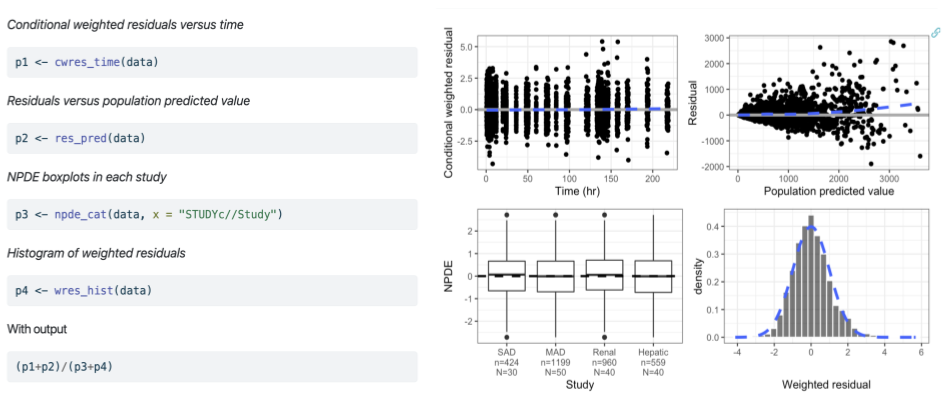 Conditional weighted residuals versus time
p1 <- cwres_time(data)
Residuals versus population predicted value
p2 <- res_pred(data)
NPDE boxplots in each study
p3 <- npde_cat(data, x = "STUDYc//Study")
Histogram of weighted residuals
p4 <- wres_hist(data)
With output
(p1+p2)/(p3+p4)
Conditional weighted residual
5.0
2.5
0.0
-2.5
0 50 100 150 200
Time (hr)
Residual
3000
2000
1000
0
-1000
-2000
0 1000 2000 3000
Population predicted value
NPDE
2
1
0
-1
-2
SAD MAD Renal Hepatic
n=424 n=1199 n=960 n=559
N=30 N=50 N=40 N=40
Study
density
0.4
0.3
0.2
0.1
0.0
-4 -2 0 2 4 6
Weighted residual